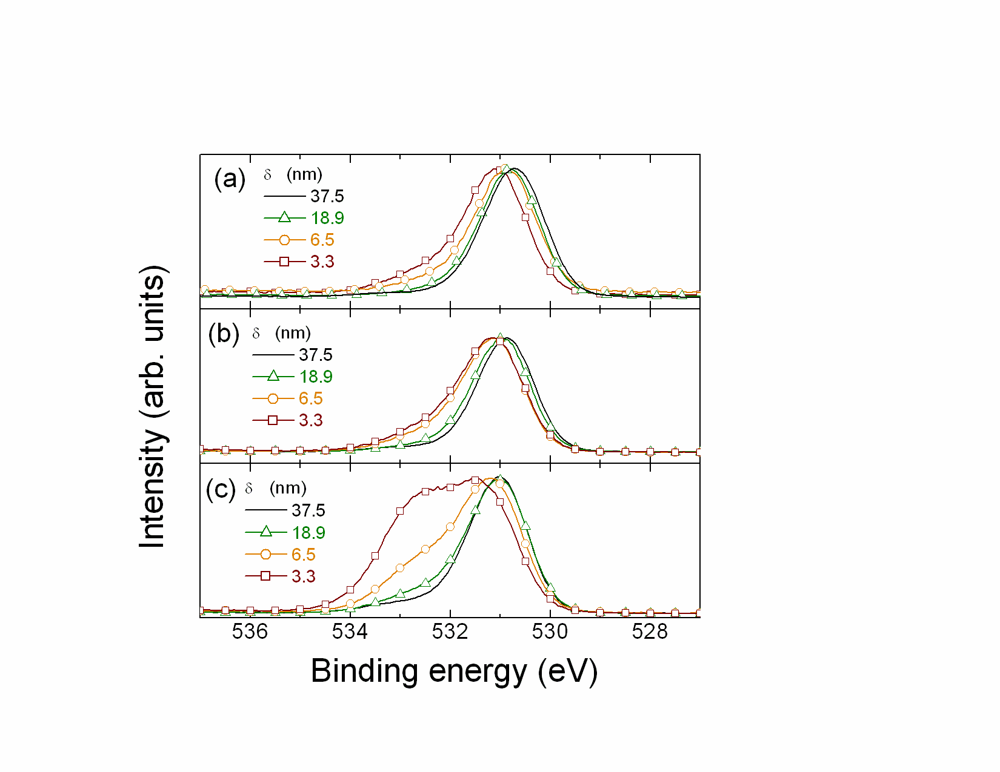 Intensity (arb. units)
(a) δ (nm)
37.5
18.9
6.5
3.3
(b) δ (nm)
37.5
18.9
6.5
3.3
(c) δ (nm)
37.5
18.9
6.5
3.3
536 534 532 530 528
Binding energy (eV)